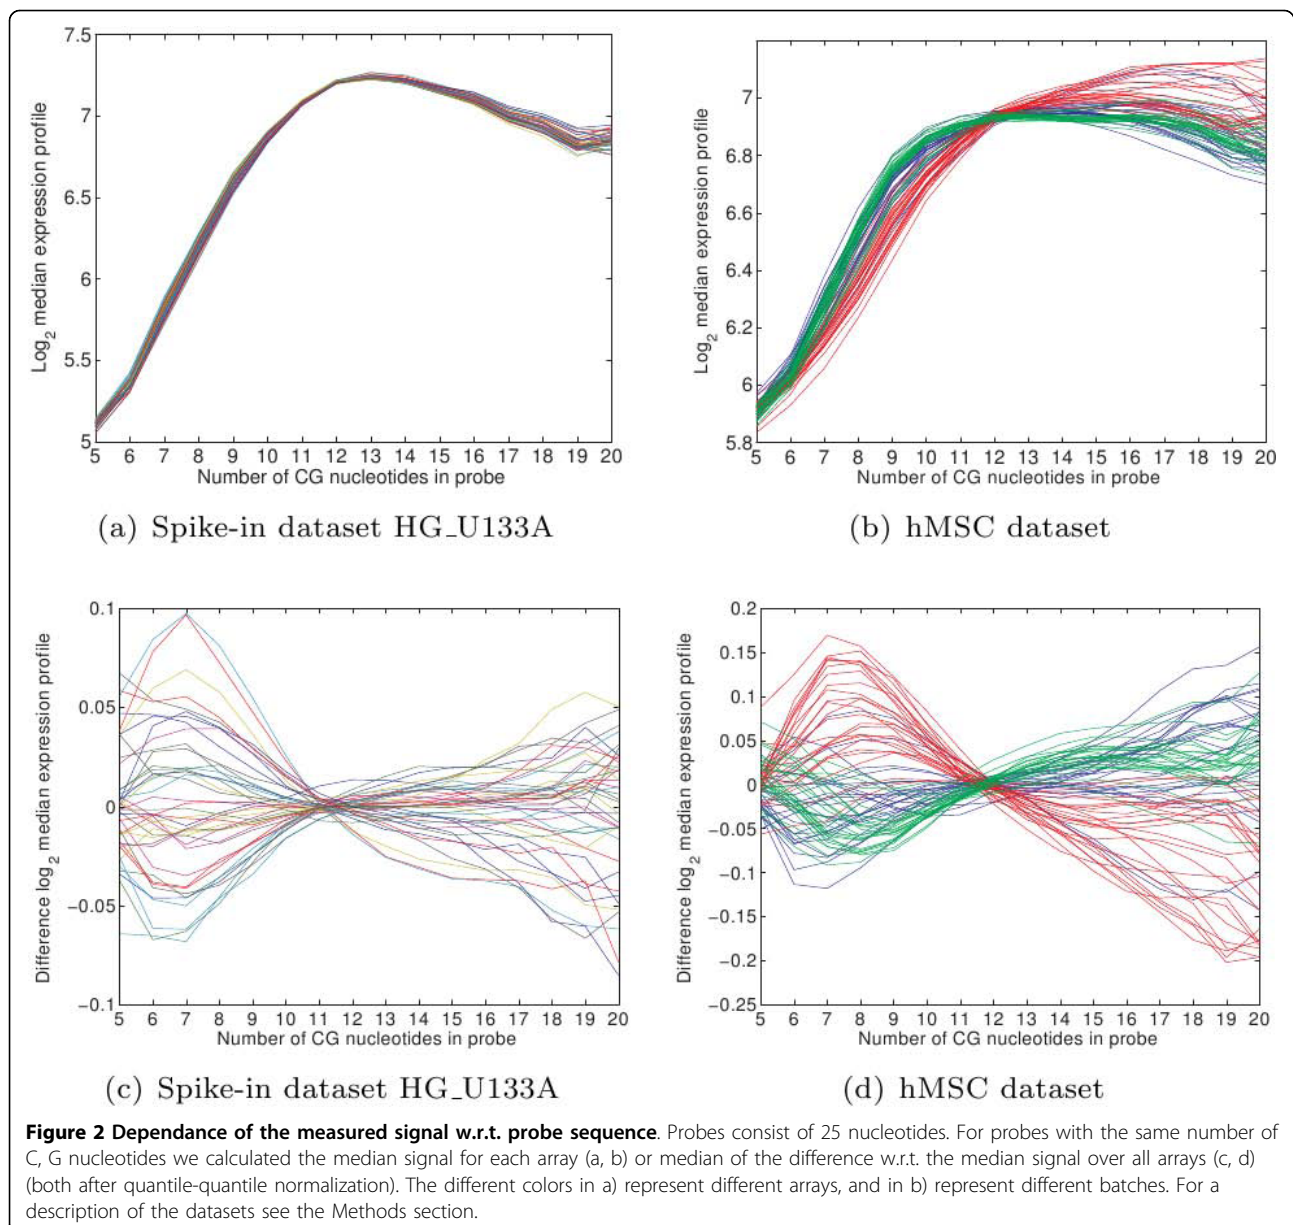 7.5
7
6.5
6
5.5
5
Log2 median expression profile
5 6 7 8 9 10 11 12 13 14 15 16 17 18 19 20
Number of CG nucleotides in probe
(a) Spike-in dataset HG_U133A
7
6.8
6.6
6.4
6.2
6
5.8
Log2 median expression profile
5 6 7 8 9 10 11 12 13 14 15 16 17 18 19 20
Number of CG nucleotides in probe
(b) hMSC dataset
0.1
0.05
0
−0.05
−0.1
Difference log2 median expression profile
5 6 7 8 9 10 11 12 13 14 15 16 17 18 19 20
Number of CG nucleotides in probe
(c) Spike-in dataset HG_U133A
0.2
0.15
0.1
0.05
0
−0.05
−0.1
−0.15
−0.2
−0.25
Difference log2 median expression profile
5 6 7 8 9 10 11 12 13 14 15 16 17 18 19 20
Number of CG nucleotides in probe
(d) hMSC dataset
Figure 2 Dependance of the measured signal w.r.t. probe sequence. Probes consist of 25 nucleotides. For probes with the same number of
C, G nucleotides we calculated the median signal for each array (a, b) or median of the difference w.r.t. the median signal over all arrays (c, d)
(both after quantile-quantile normalization). The different colors in a) represent different arrays, and in b) represent different batches. For a
description of the datasets see the Methods section.